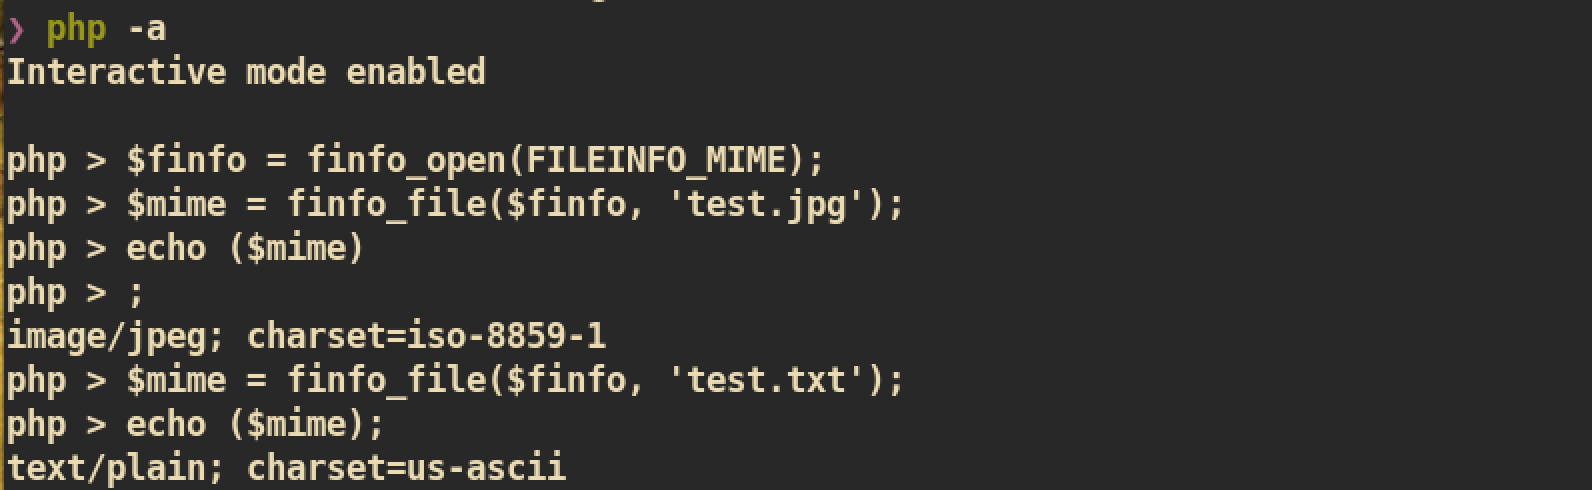 ❯ php -a
Interactive mode enabled
php > $finfo = finfo_open(FILEINFO_MIME);
php > $mime = finfo_file($finfo, 'test.jpg');
php > echo ($mime)
php > ;
image/jpeg; charset=iso-8859-1
php > $mime = finfo_file($finfo, 'test.txt');
php > echo ($mime);
text/plain; charset=us-ascii